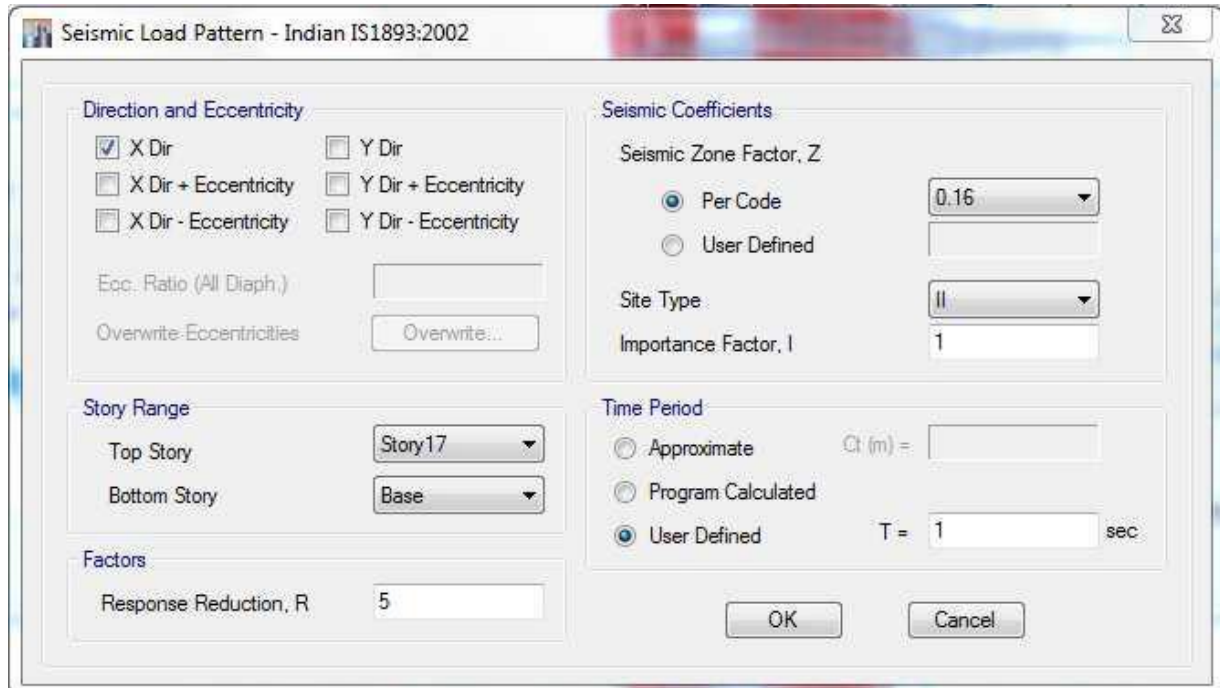 Seismic Load Pattern - Indian IS1893:2002
Direction and Eccentricity
X Dir Y Dir
X Dir + Eccentricity Y Dir + Eccentricity
X Dir - Eccentricity Y Dir - Eccentricity
Ecc. Ratio (All Diaph.)
Overwrite Eccentricities Overwrite...
Story Range
Top Story Story17
Bottom Story Base
Factors
Response Reduction, R 5
Seismic Coefficients
Seismic Zone Factor, Z
Per Code 0.16
User Defined
Site Type II
Importance Factor, I 1
Time Period
Approximate Ct (m) =
Program Calculated
User Defined T = 1 sec
OK Cancel